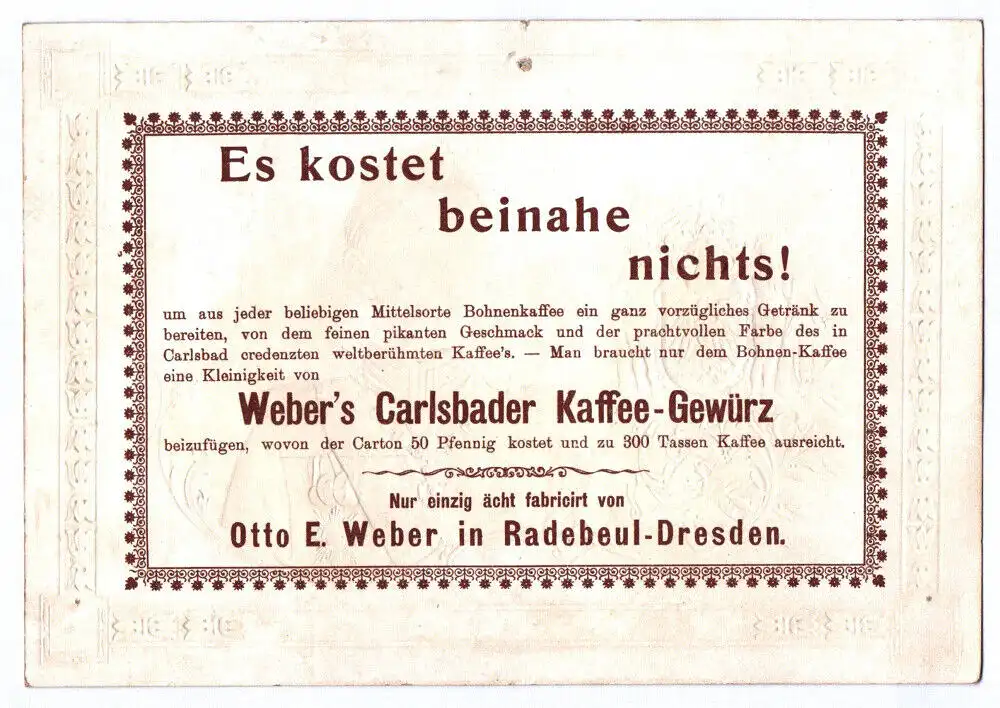 Es kostet
beinahe
nichts!
um aus jeder beliebigen Mittelsorte Bohnenkaffee ein ganz vorzügliches Getränk zu
bereiten, von dem feinen pikanten Geschmack und der prachtvollen Farbe des in
Carlsbad credenzten weltberühmten Kaffee's. — Man braucht nur dem Bohnen-Kaffee
eine Kleinigkeit von
Weber's Carlsbader Kaffee-Gewürz
beizufügen, wovon der Carton 50 Pfennig kostet und zu 300 Tassen Kaffee ausreicht.
Nur einzig ächt fabricirt von
Otto E. Weber in Radebeul-Dresden.